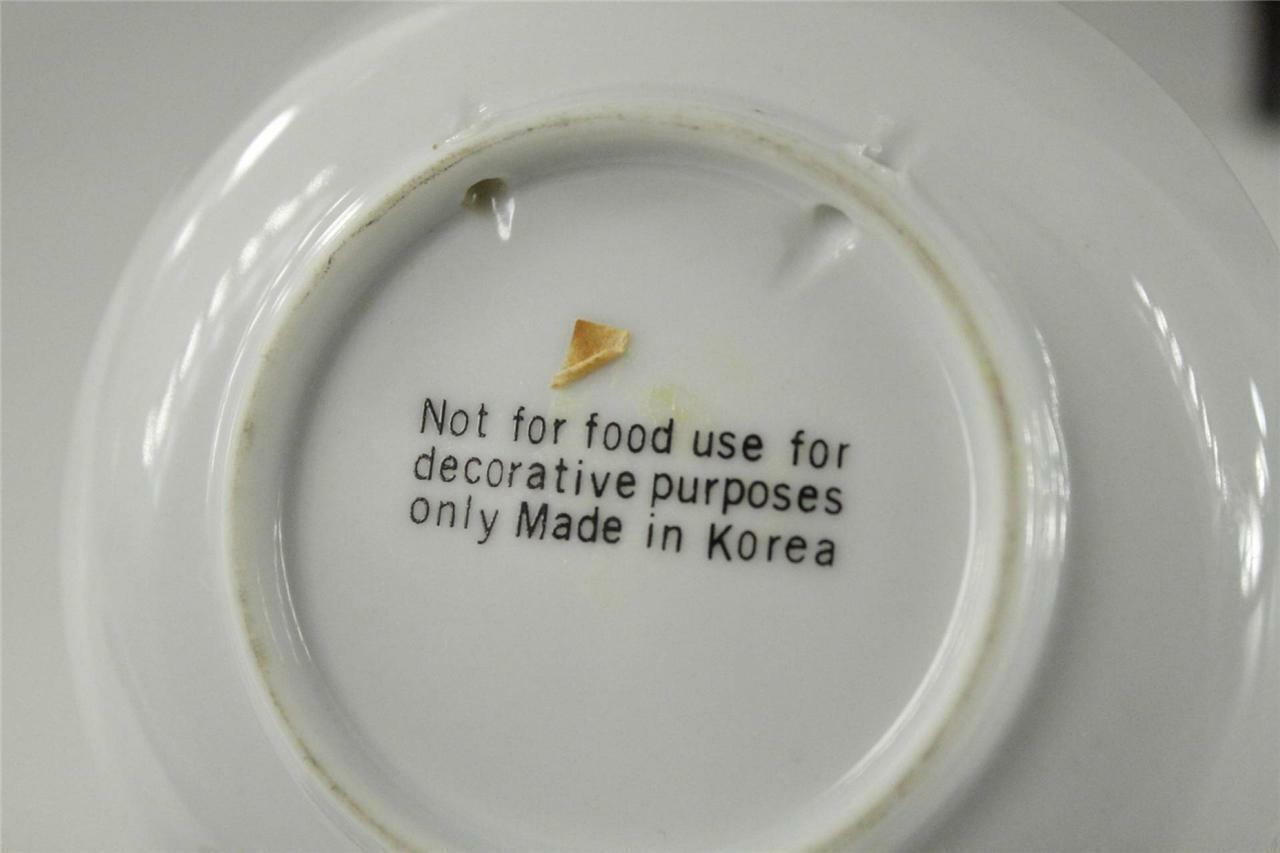 Not for food use for
decorative purposes
only Made in Korea